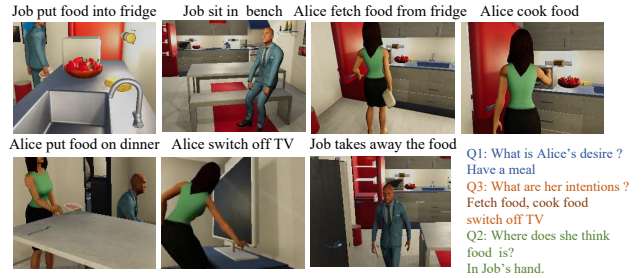 Job put food into fridge
Job sit in bench
Alice fetch food from fridge
Alice cook food
Alice put food on dinner
Alice switch off TV
Job takes away the food
Q1: What is Alice's desire ?
Have a meal
Q3: What are her intentions ?
Fetch food, cook food
switch off TV
Q2: Where does she think
food is?
In Job's hand.